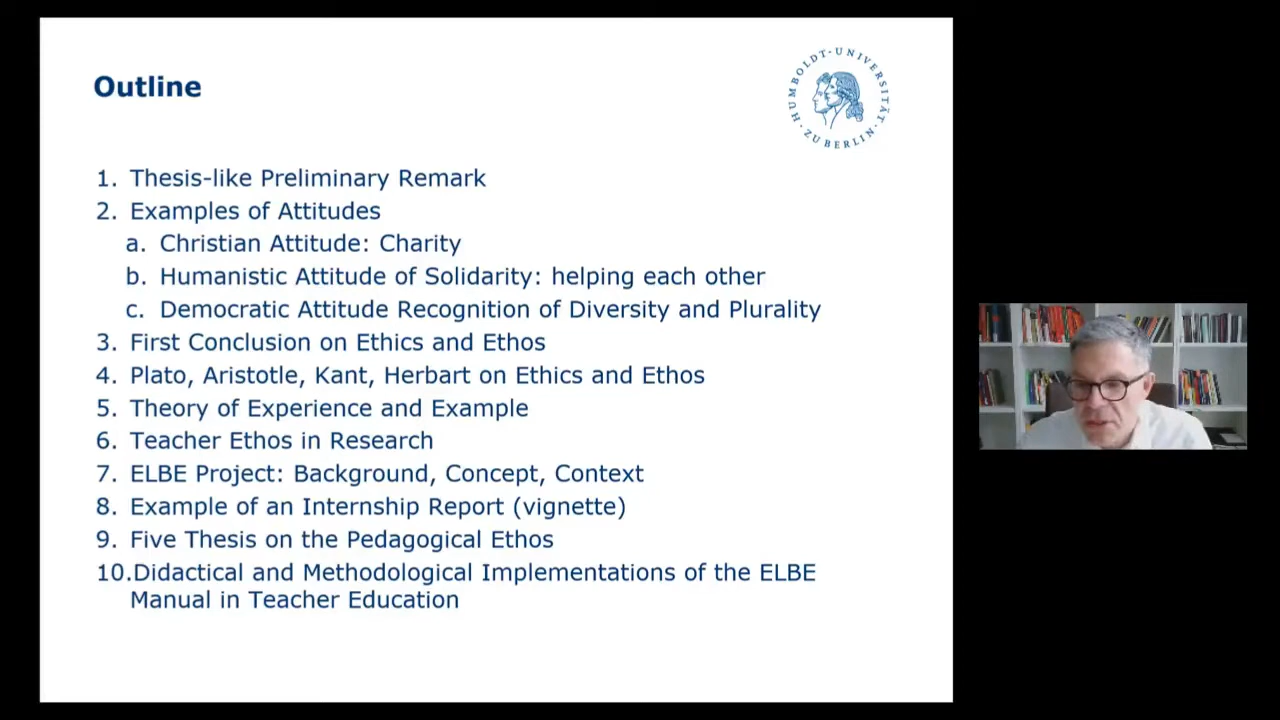 Outline
HUMBOLDT-UNIVERSITÄT
ZU BERLIN
1. Thesis-like Preliminary Remark
2. Examples of Attitudes
a. Christian Attitude: Charity
b. Humanistic Attitude of Solidarity: helping each other
c. Democratic Attitude Recognition of Diversity and Plurality
3. First Conclusion on Ethics and Ethos
4. Plato, Aristotle, Kant, Herbart on Ethics and Ethos
5. Theory of Experience and Example
6. Teacher Ethos in Research
7. ELBE Project: Background, Concept, Context
8. Example of an Internship Report (vignette)
9. Five Thesis on the Pedagogical Ethos
10.Didactical and Methodological Implementations of the ELBE
Manual in Teacher Education